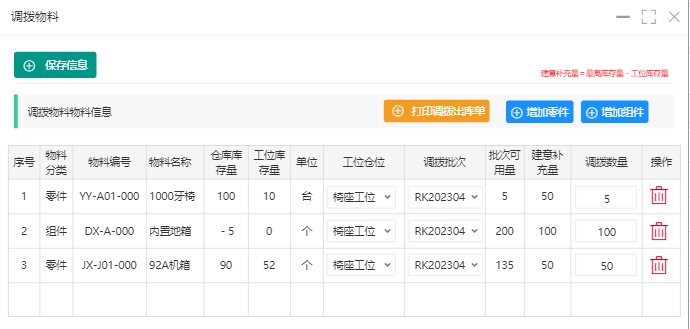 调拨物料
保存信息
建意补充量 = 最高库存量 - 工位库存量
调拨物料物料信息
打印调拨出库单
增加零件
增加组件
序号 物料分类 物料编号 物料名称 仓库库存量 工位库存量 单位 工位仓位 调拨批次 批次可用量 建意补充量 调拨数量 操作
1 零件 YY-A01-000 1000牙椅 100 10 台 椅座工位 RK202304 5 50 5
2 组件 DX-A-000 内置地箱 - 5 0 个 椅座工位 RK202304 200 100 100
3 零件 JX-J01-000 92A机箱 90 52 个 椅座工位 RK202304 135 50 50